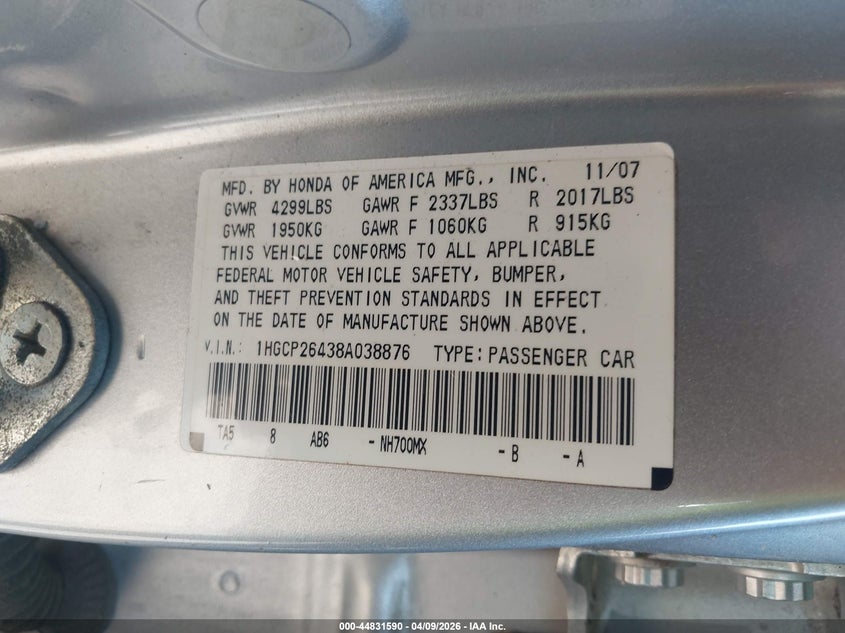 MFD. BY HONDA OF AMERICA MFG., INC. 11/07
GVWR 4299LBS GAWR F 2337LBS R 2017LBS
GVWR 1950KG GAWR F 1060KG R 915KG
THIS VEHICLE CONFORMS TO ALL APPLICABLE
FEDERAL MOTOR VEHICLE SAFETY, BUMPER,
AND THEFT PREVENTION STANDARDS IN EFFECT
ON THE DATE OF MANUFACTURE SHOWN ABOVE.
V.I.N.: 1HGCP26438A038876 TYPE: PASSENGER CAR
TA5 8 AB6 - NH700MX - B - A
000-44831590 - 04/09/2026 - IAA Inc.